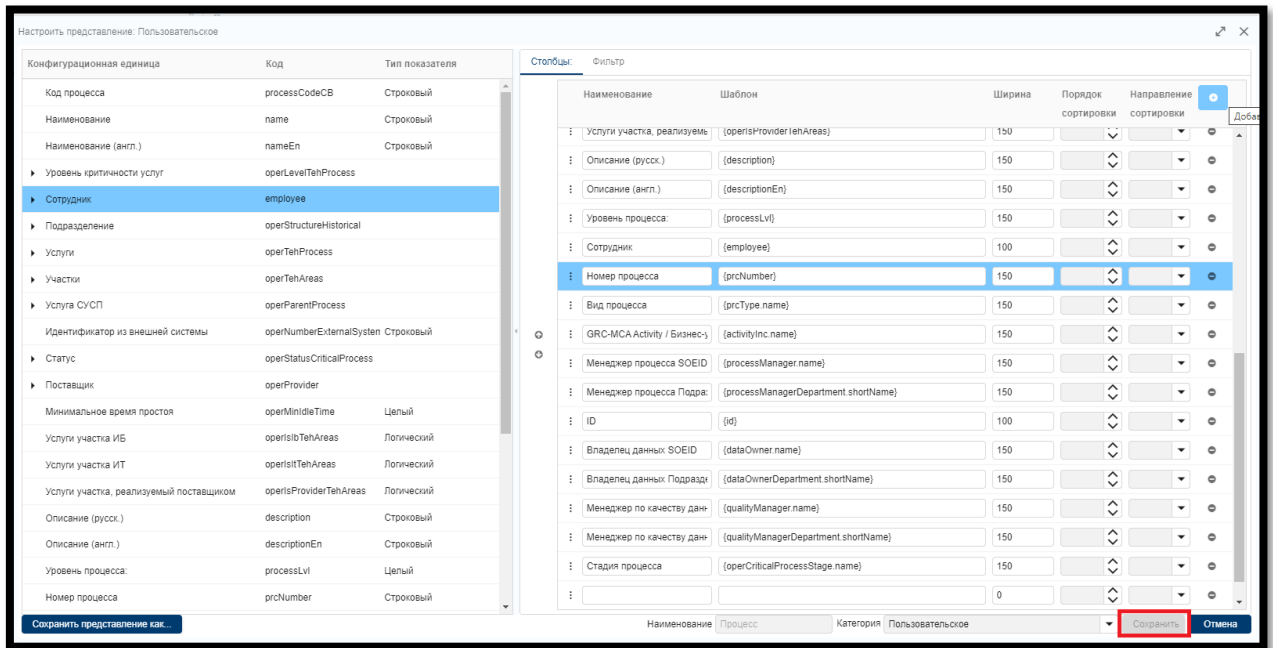 Настроить представление: Пользовательское
Конфигурационная единица Код Тип показателя
Код процесса processCodeCB Строковый
Наименование name Строковый
Наименование (англ.) nameEn Строковый
Уровень критичности услуг operLevelTehProcess
Сотрудник employee
Подразделение operStructureHistorical
Услуги operTehProcess
Участки operTehAreas
Услуга СУСП operParentProcess
Идентификатор из внешней системы operNumberExternalSysten Строковый
Статус operStatusCriticalProcess
Поставщик operProvider
Минимальное время простоя operMinIdleTime Целый
Услуги участка ИБ operIsIbTehAreas Логический
Услуги участка ИТ operIsItTehAreas Логический
Услуги участка, реализуемый поставщиком operIsProviderTehAreas Логический
Описание (русск.) description Строковый
Описание (англ.) descriptionEn Строковый
Уровень процесса: processLvl Целый
Номер процесса prcNumber Строковый
Столбцы: Фильтр
Наименование Шаблон Ширина Порядок сортировки Направление сортировки
Добав
Услуги участка, реализуемь {operIsProviderTehAreas} 150
Описание (русск.) {description} 150
Описание (англ.) {descriptionEn} 150
Уровень процесса: {processLvl} 150
Сотрудник {employee} 100
Номер процесса {prcNumber} 150
Вид процесса {prcType.name} 150
GRC-MCA Activity / Бизнес-у {activityInc.name} 150
Менеджер процесса SOEID {processManager.name} 150
Менеджер процесса Подра: {processManagerDepartment.shortName} 150
ID {id} 100
Владелец данных SOEID {dataOwner.name} 150
Владелец данных Подразде {dataOwnerDepartment.shortName} 150
Менеджер по качеству данн {qualityManager.name} 150
Менеджер по качеству данн {qualityManagerDepartment.shortName} 150
Стадия процесса {operCriticalProcessStage.name} 150
0
Сохранить представление как... Наименование Процесс Категория Пользовательское Сохранить Отмена